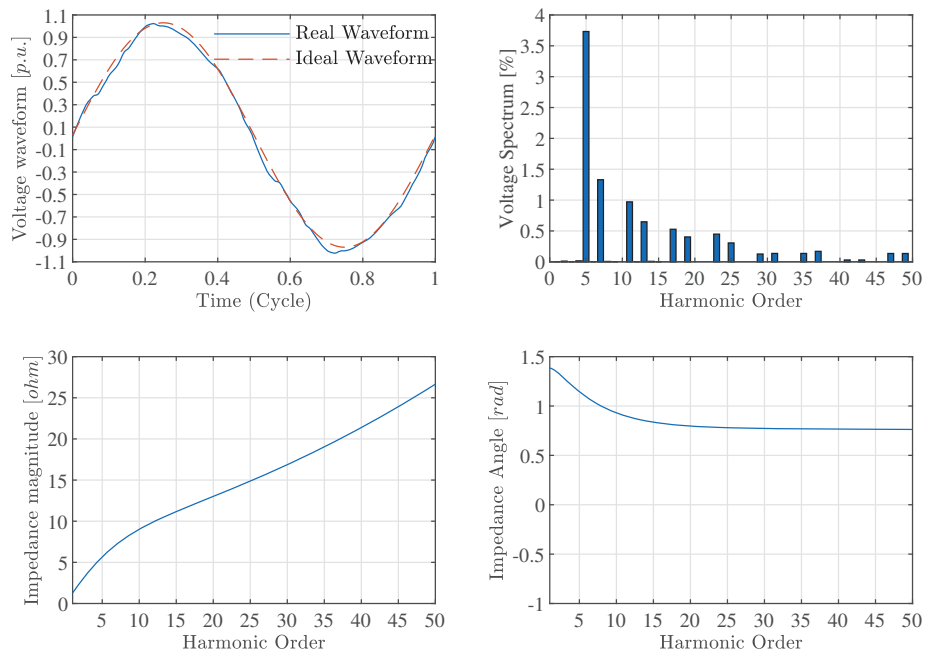 1.1
0.9
0.7
0.5
0.3
0.1
-0.1
-0.3
-0.5
-0.7
-0.9
-1.1
Voltage waveform [p.u.]
Real Waveform
Ideal Waveform
0 0.2 0.4 0.6 0.8 1
Time (Cycle)
4
3.5
3
2.5
2
1.5
1
0.5
0
Voltage Spectrum [%]
0 5 10 15 20 25 30 35 40 45 50
Harmonic Order
30
25
20
15
10
5
0
Impedance magnitude [ohm]
5 10 15 20 25 30 35 40 45 50
Harmonic Order
1.5
1
0.5
0
-0.5
-1
Impedance Angle [rad]
5 10 15 20 25 30 35 40 45 50
Harmonic Order